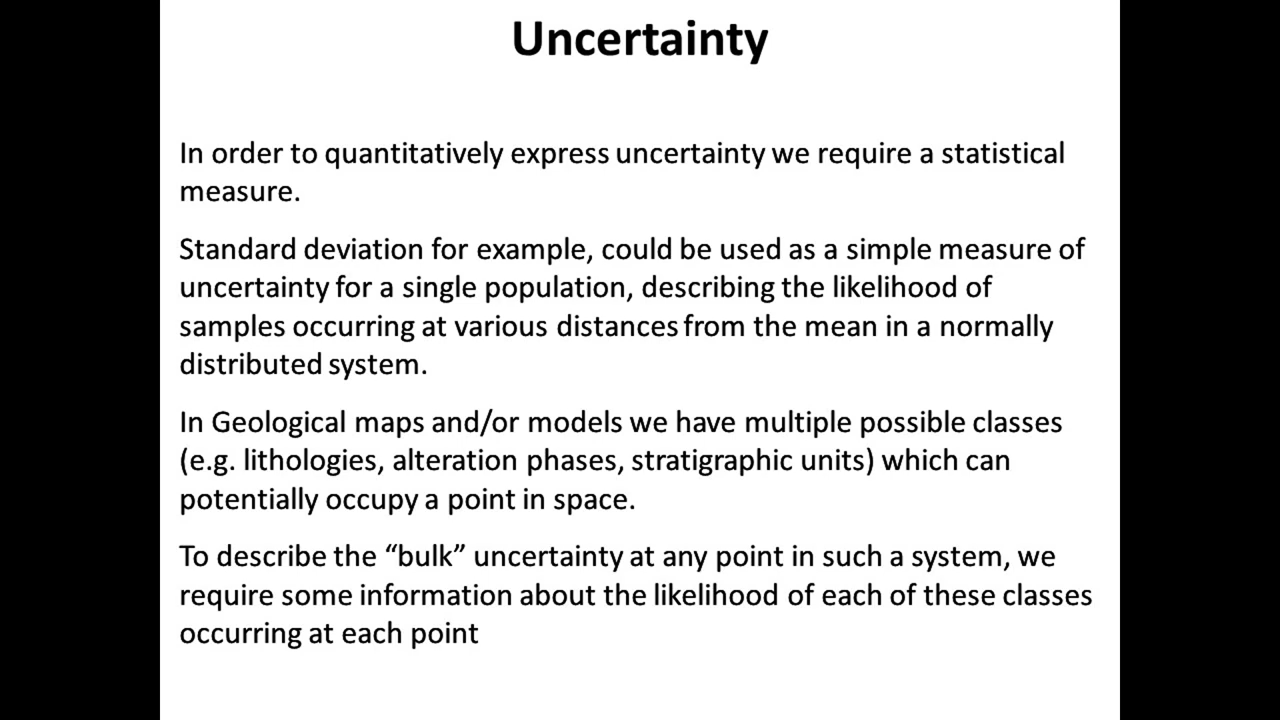 Uncertainty
In order to quantitatively express uncertainty we require a statistical
measure.
Standard deviation for example, could be used as a simple measure of
uncertainty for a single population, describing the likelihood of
samples occurring at various distances from the mean in a normally
distributed system.
In Geological maps and/or models we have multiple possible classes
(e.g. lithologies, alteration phases, stratigraphic units) which can
potentially occupy a point in space.
To describe the “bulk” uncertainty at any point in such a system, we
require some information about the likelihood of each of these classes
occurring at each point